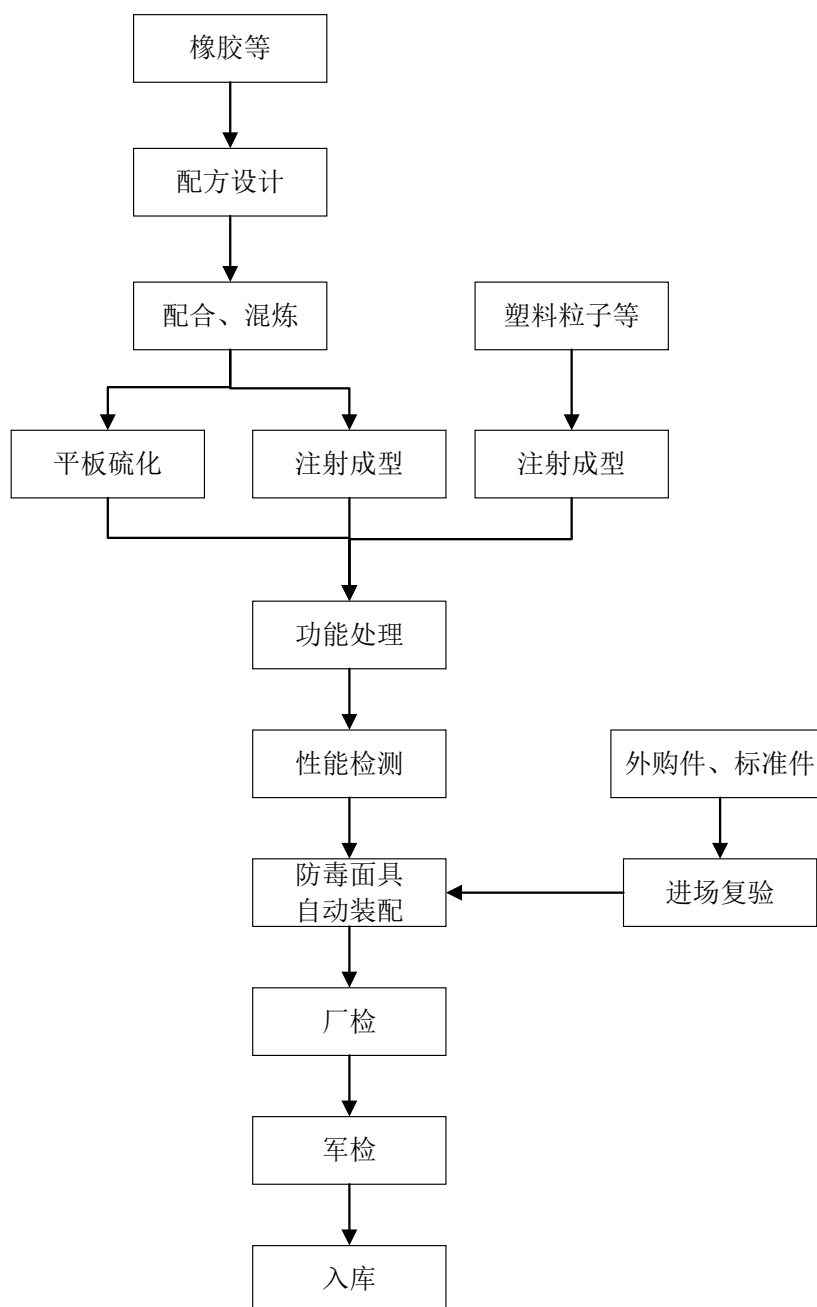 橡胶等
配方设计
配合、混炼
塑料粒子等
平板硫化
注射成型
注射成型
功能处理
性能检测
外购件、标准件
防毒面具
自动装配
进场复验
厂检
军检
入库